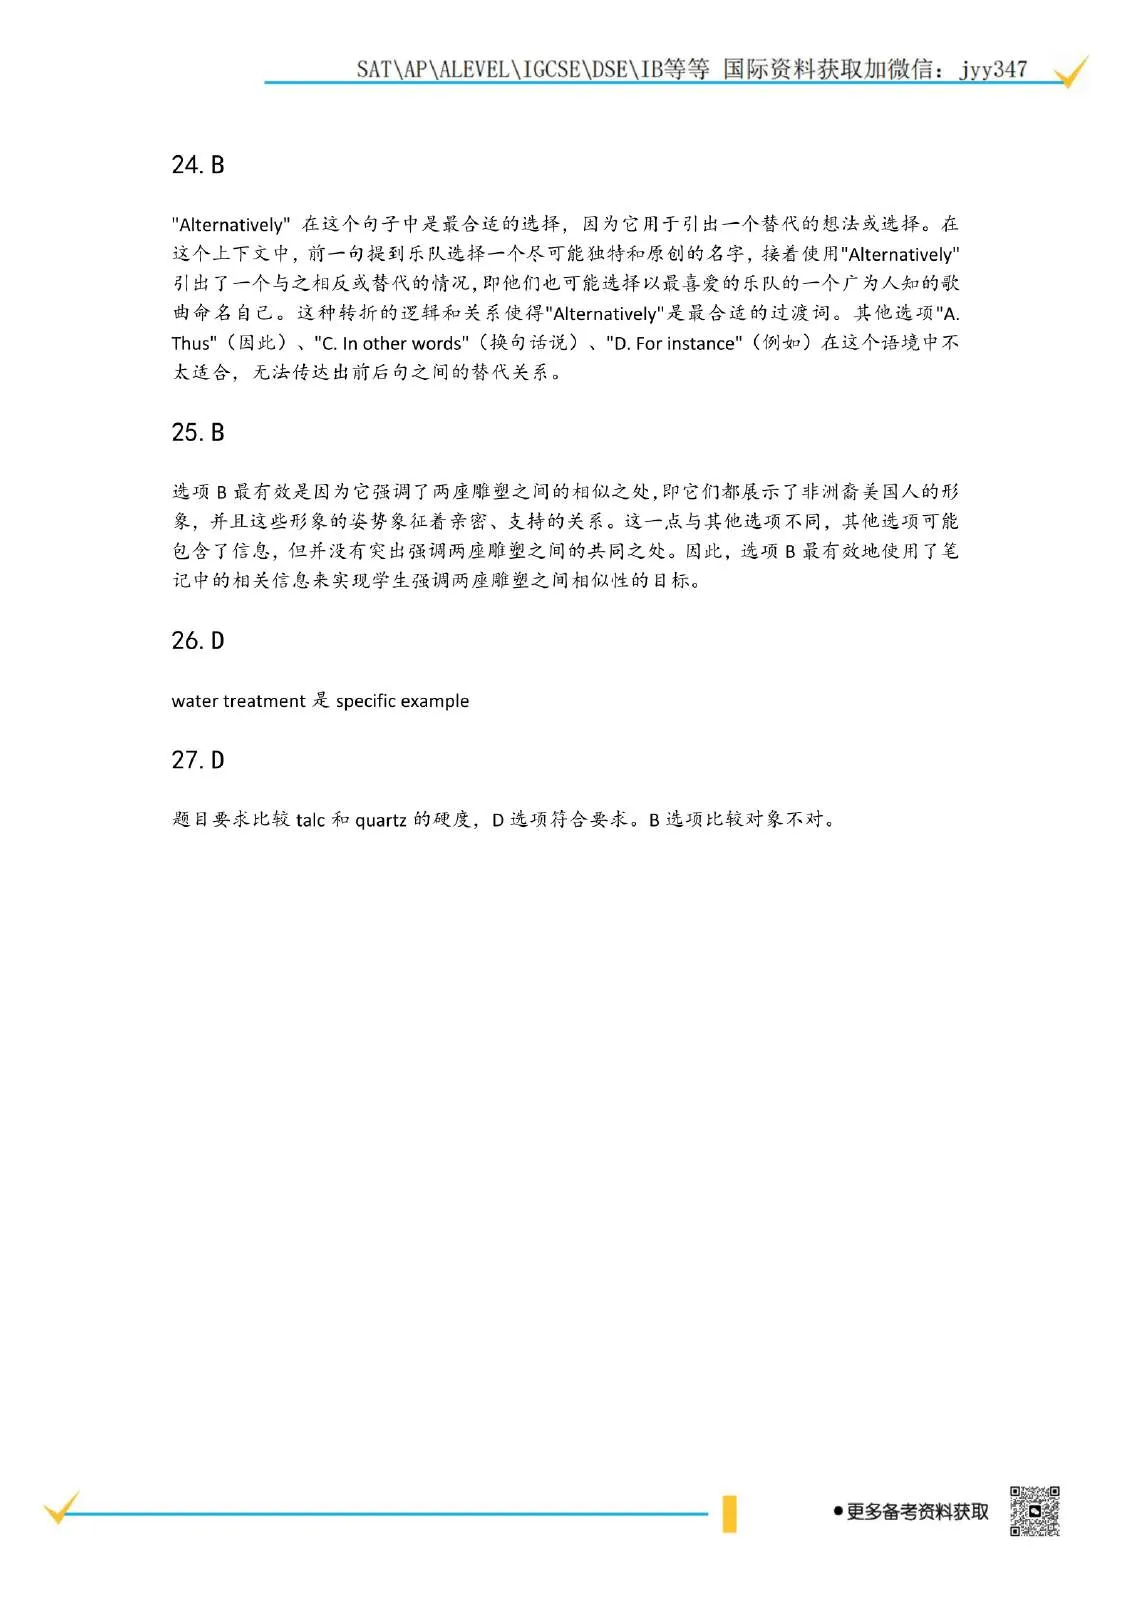 SAT\AP\ALEVEL\IGCSE\DSE\IB等等 国际资料获取加微信：jyy347
24. B
"Alternatively" 在这个句子中是最合适的选择，因为它用于引出一个替代的想法或选择。在
这个上下文中，前一句提到乐队选择一个尽可能独特和原创的名字，接着使用"Alternatively"
引出了一个与之相反或替代的情况，即他们也可能选择以最喜爱的乐队的一个广为人知的歌
曲命名自己。这种转折的逻辑和关系使得"Alternatively"是最合适的过渡词。其他选项"A.
Thus"（因此）、"C. In other words"（换句话说）、"D. For instance"（例如）在这个语境中不
太适合，无法传达出前后句之间的替代关系。
25. B
选项 B 最有效是因为它强调了两座雕塑之间的相似之处，即它们都展示了非洲裔美国人的形
象，并且这些形象的姿势象征着亲密、支持的关系。这一点与其他选项不同，其他选项可能
包含了信息，但并没有突出强调两座雕塑之间的共同之处。因此，选项 B 最有效地使用了笔
记中的相关信息来实现学生强调两座雕塑之间相似性的目标。
26. D
water treatment 是 specific example
27. D
题目要求比较 talc 和 quartz 的硬度，D 选项符合要求。B 选项比较对象不对。
●更多备考资料获取